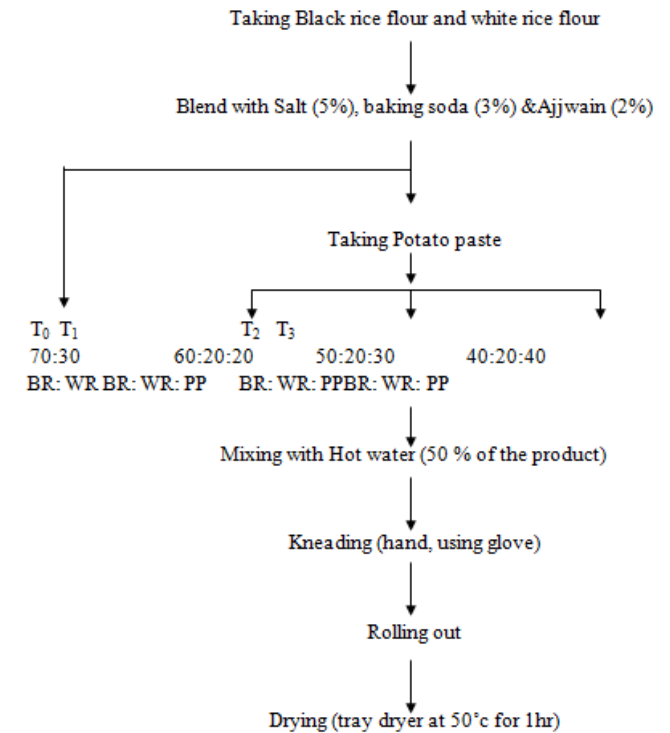 Taking Black rice flour and white rice flour
Blend with Salt (5%), baking soda (3%) &Ajjwain (2%)
Taking Potato paste
T₀ T₁ T₂ T₃
70:30 60:20:20 50:20:30 40:20:40
BR: WR BR: WR: PP BR: WR: PPBR: WR: PP
Mixing with Hot water (50 % of the product)
Kneading (hand, using glove)
Rolling out
Drying (tray dryer at 50˚c for 1hr)